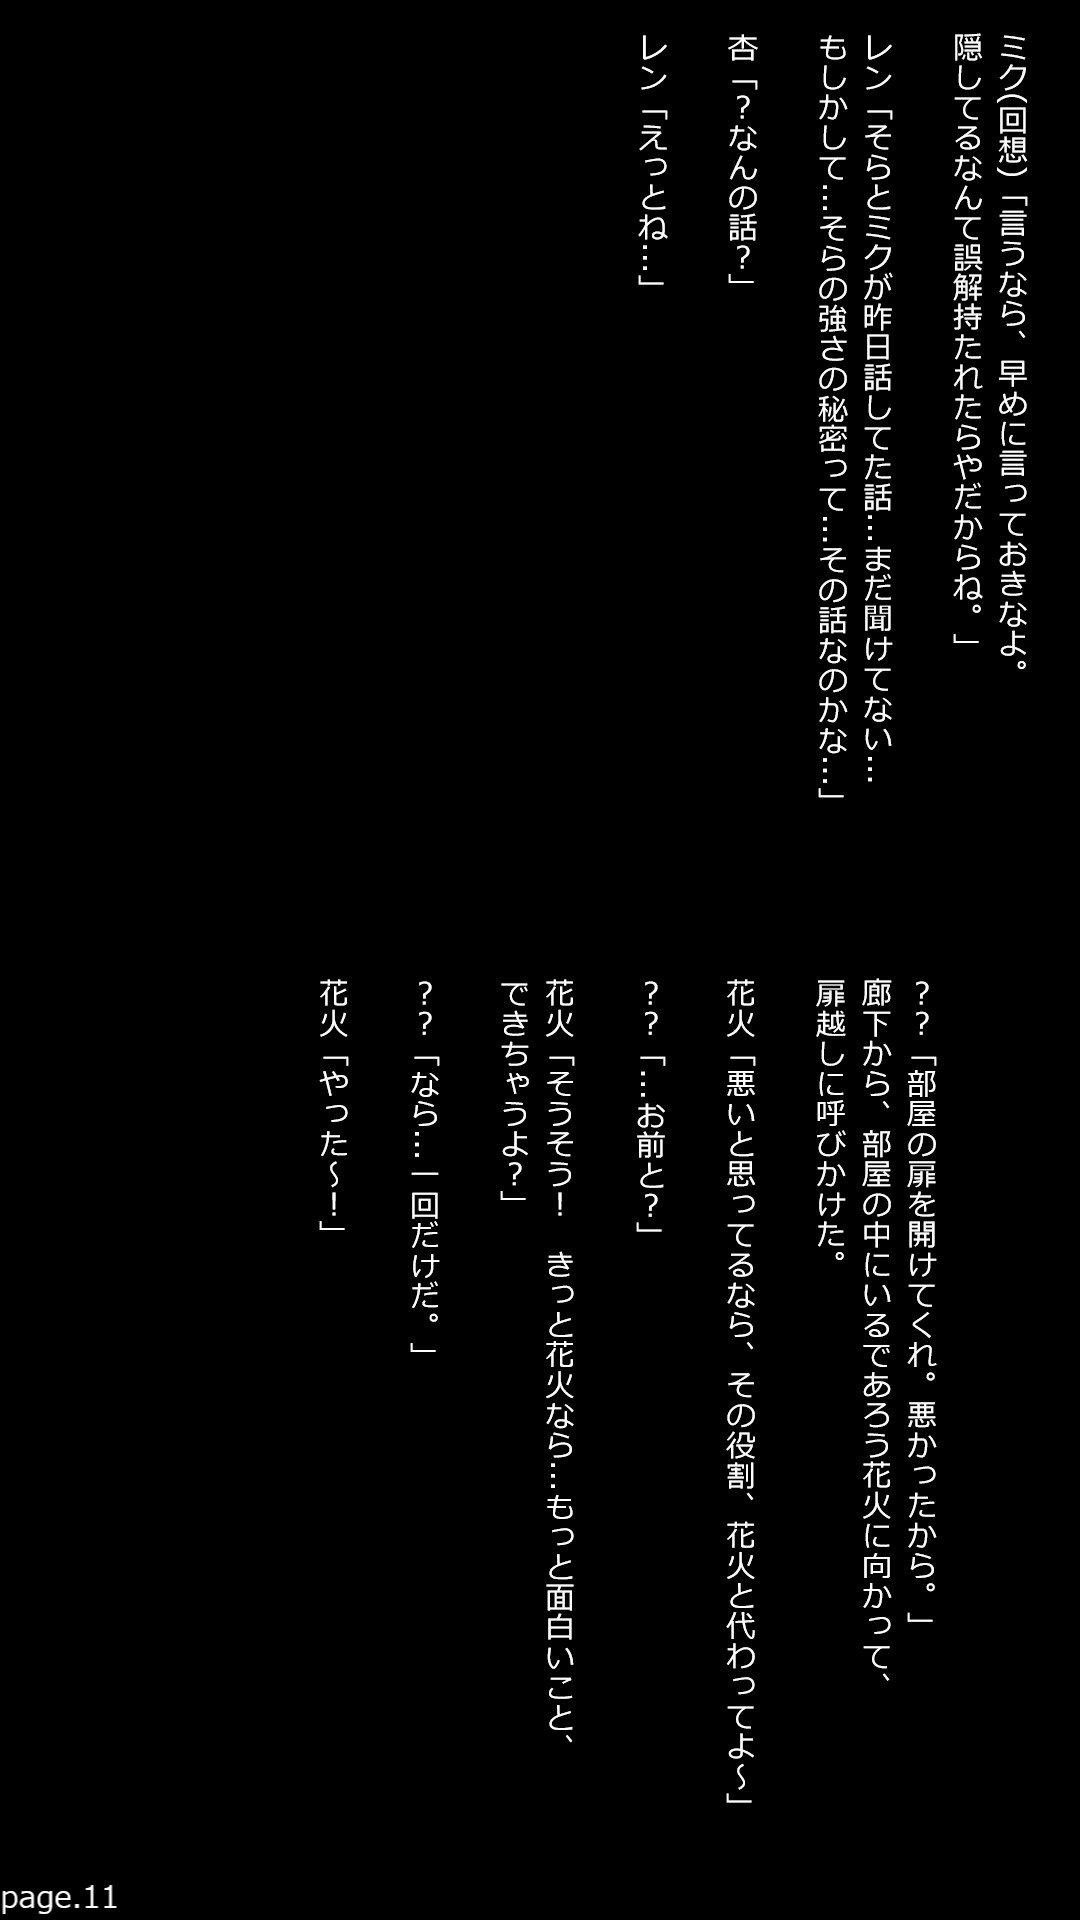 ミク(回想)「言うなら、早めに言っておきなよ。
隠してるなんて誤解持たれたらやだからね。」
レン「そらとミクが昨日話してた話…まだ聞けてない…
もしかして…そらの強さの秘密って…その話なのかな…」
杏「?なんの話?」
レン「えっとね…」
??「部屋の扉を開けてくれ。悪かったから。」
廊下から、部屋の中にいるであろう花火に向かって、
扉越しに呼びかけた。
花火「悪いと思ってるなら、その役割、花火と代わってよ〜」
??「…お前と?」
花火「そうそう! きっと花火なら…もっと面白いこと、
できちゃうよ?」
??「なら…一回だけだ。」
花火「やった〜!」
page.11